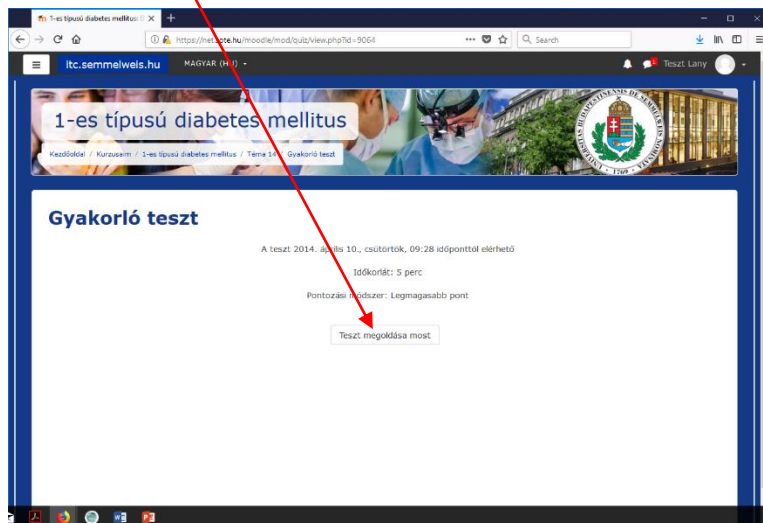 1-es típusú diabetes mellitus:
https://net.sote.hu/moodle/mod/quiz/view.php?id=9064
Search
itc.semmelweis.hu
MAGYAR (HU)
Teszt Lany
1-es típusú diabetes mellitus
Kezdőoldal / Kurzusaim / 1-es típusú diabetes mellitus / Téma 14 / Gyakorló teszt
1769
Gyakorló teszt
A teszt 2014. április 10., csütörtök, 09:28 időponttól elérhető
Időkorlát: 5 perc
Pontozási módszer: Legmagasabb pont
Teszt megoldása most